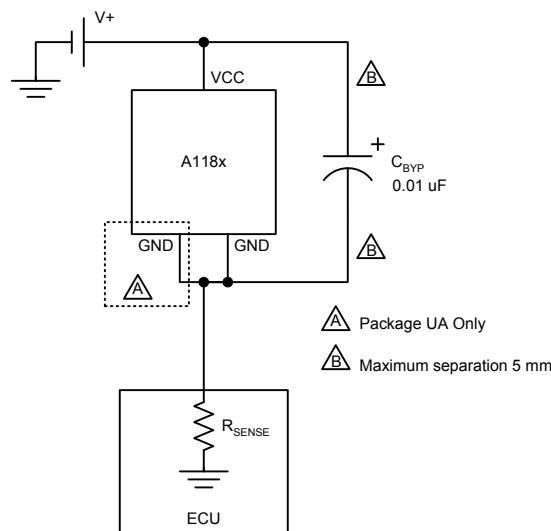 V+
VCC
B
A118x
+
C_BYP
0.01 uF
GND
GND
B
A
A Package UA Only
B Maximum separation 5 mm
R_SENSE
ECU